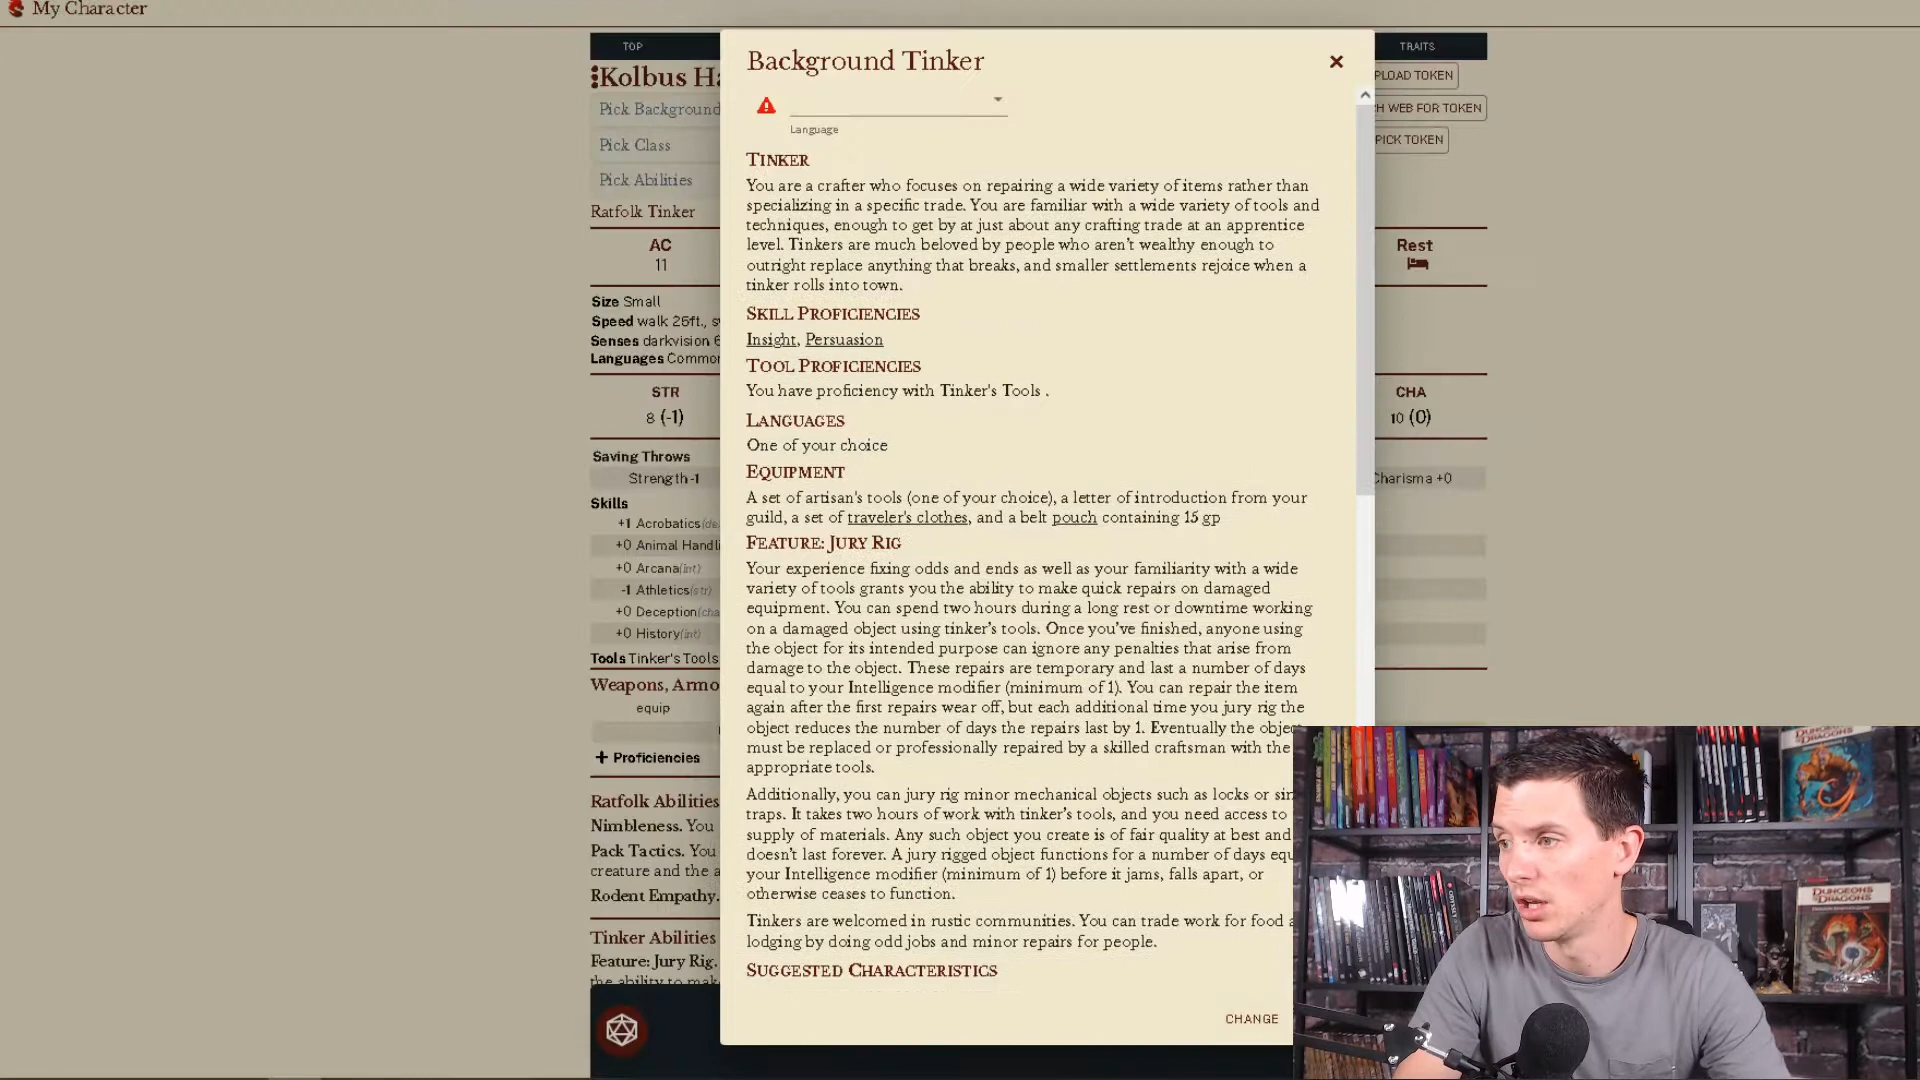 My Character
TOP
TRAITS
Kolbus Ha
PLOAD TOKEN
Pick Background
H WEB FOR TOKEN
Pick Class
PICK TOKEN
Pick Abilities
Ratfolk Tinker
AC
11
Rest
Size Small
Speed walk 25ft., s
Senses darkvision 6
Languages Common
STR
8 (-1)
CHA
10 (0)
Saving Throws
Strength -1
Charisma +0
Skills
+1 Acrobatics(de
+0 Animal Handli
+0 Arcana(int)
-1 Athletics(str)
+0 Deception(cha
+0 History(int)
Tools Tinker's Tools
Weapons, Armo
equip
+ Proficiencies
Ratfolk Abilities
Nimbleness. You
Pack Tactics. You
creature and the a
Rodent Empathy.
Tinker Abilities
Feature: Jury Rig.
the ability to mak
Background Tinker
Language
TINKER
You are a crafter who focuses on repairing a wide variety of items rather than
specializing in a specific trade. You are familiar with a wide variety of tools and
techniques, enough to get by at just about any crafting trade at an apprentice
level. Tinkers are much beloved by people who aren't wealthy enough to
outright replace anything that breaks, and smaller settlements rejoice when a
tinker rolls into town.
SKILL PROFICIENCIES
Insight, Persuasion
TOOL PROFICIENCIES
You have proficiency with Tinker's Tools .
LANGUAGES
One of your choice
EQUIPMENT
A set of artisan's tools (one of your choice), a letter of introduction from your
guild, a set of traveler's clothes, and a belt pouch containing 15 gp
FEATURE: JURY RIG
Your experience fixing odds and ends as well as your familiarity with a wide
variety of tools grants you the ability to make quick repairs on damaged
equipment. You can spend two hours during a long rest or downtime working
on a damaged object using tinker's tools. Once you've finished, anyone using
the object for its intended purpose can ignore any penalties that arise from
damage to the object. These repairs are temporary and last a number of days
equal to your Intelligence modifier (minimum of 1). You can repair the item
again after the first repairs wear off, but each additional time you jury rig the
object reduces the number of days the repairs last by 1. Eventually the objec
must be replaced or professionally repaired by a skilled craftsman with the
appropriate tools.
Additionally, you can jury rig minor mechanical objects such as locks or sim
traps. It takes two hours of work with tinker's tools, and you need access to
supply of materials. Any such object you create is of fair quality at best and
doesn't last forever. A jury rigged object functions for a number of days equ
your Intelligence modifier (minimum of 1) before it jams, falls apart, or
otherwise ceases to function.
Tinkers are welcomed in rustic communities. You can trade work for food a
lodging by doing odd jobs and minor repairs for people.
SUGGESTED CHARACTERISTICS
CHANGE
DUNGEONS
DRAGONS
DUNGEONS
DRAGONS